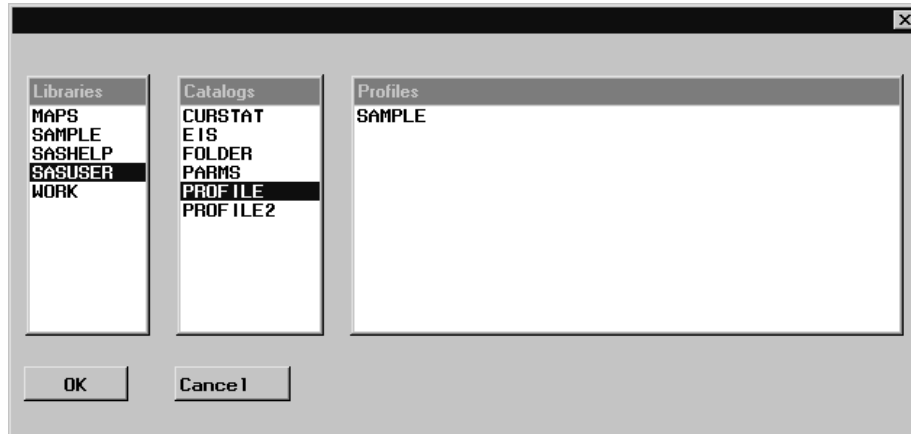 Libraries
MAPS
SAMPLE
SASHELP
SASUSER
WORK
Catalogs
CURSTAT
EIS
FOLDER
PARMS
PROFILE
PROFILE2
Profiles
SAMPLE
OK
Cancel